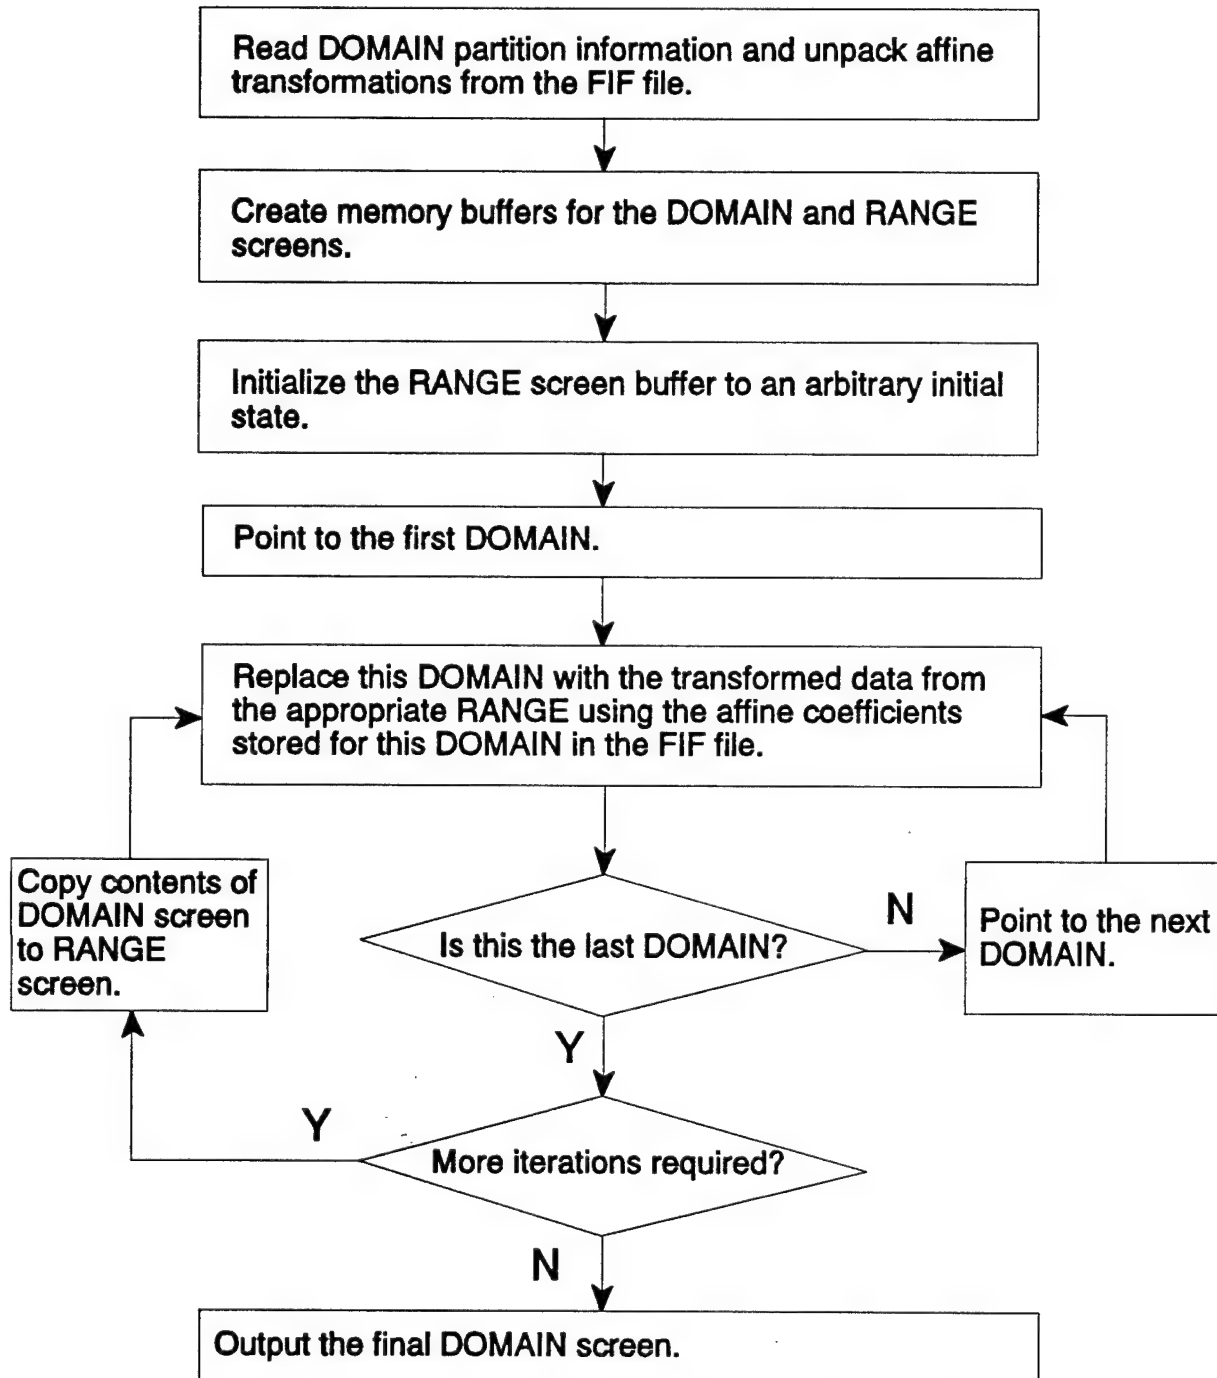 Read DOMAIN partition information and unpack affine
transformations from the FIF file.
Create memory buffers for the DOMAIN and RANGE
screens.
Initialize the RANGE screen buffer to an arbitrary initial
state.
Point to the first DOMAIN.
Replace this DOMAIN with the transformed data from
the appropriate RANGE using the affine coefficients
stored for this DOMAIN in the FIF file.
Copy contents of
DOMAIN screen
to RANGE
screen.
Is this the last DOMAIN?
N
Point to the next
DOMAIN.
Y
Y
More iterations required?
N
Output the final DOMAIN screen.